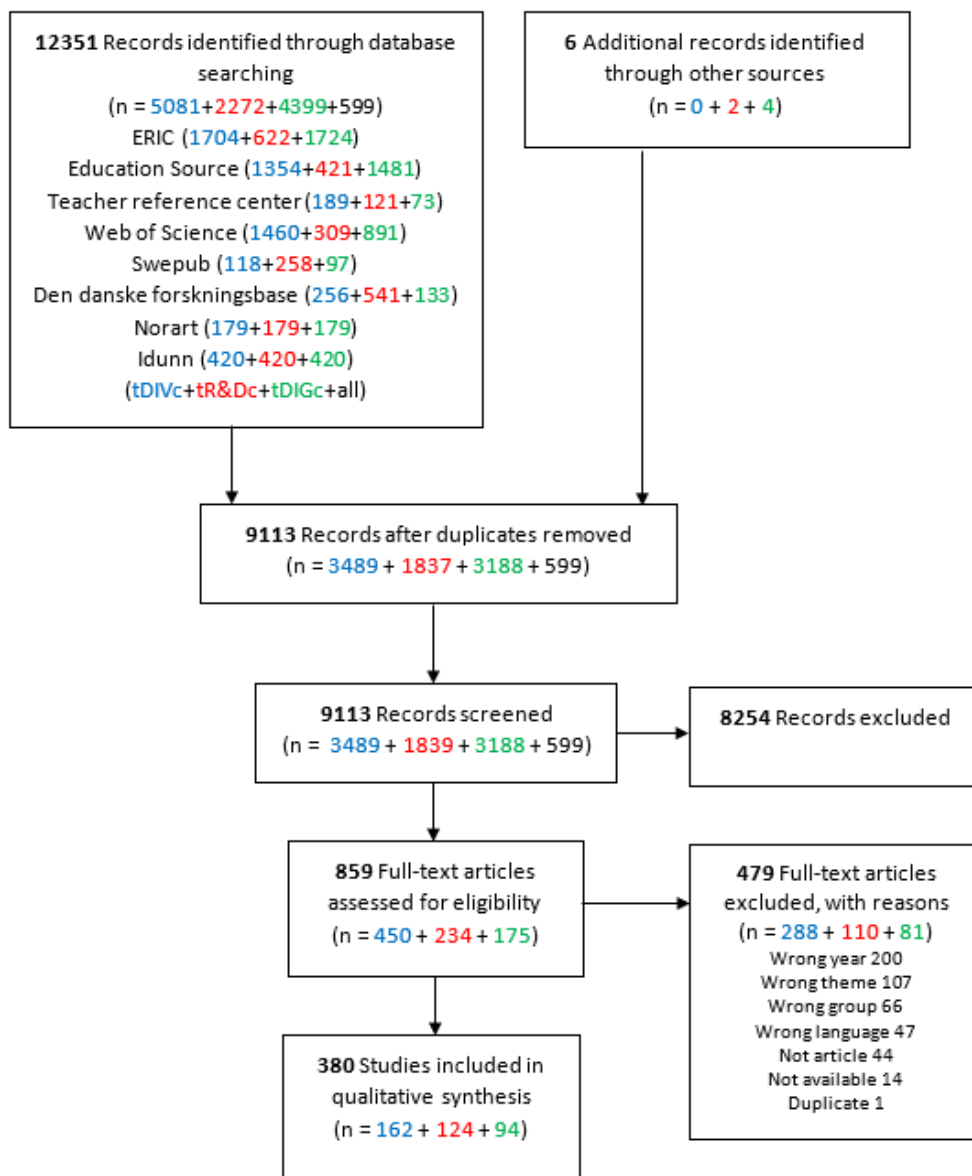 12351 Records identified through database
searching
(n = 5081+2272+4399+599)
ERIC (1704+622+1724)
Education Source (1354+421+1481)
Teacher reference center (189+121+73)
Web of Science (1460+309+891)
Swepub (118+258+97)
Den danske forskningsbase (256+541+133)
Norart (179+179+179)
Idunn (420+420+420)
(tDIVc+tR&Dc+tDIGc+all)
6 Additional records identified
through other sources
(n = 0 + 2 + 4)
9113 Records after duplicates removed
(n = 3489 + 1837 + 3188 + 599)
9113 Records screened
(n = 3489 + 1839 + 3188 + 599)
8254 Records excluded
859 Full-text articles
assessed for eligibility
(n = 450 + 234 + 175)
479 Full-text articles
excluded, with reasons
(n = 288 + 110 + 81)
Wrong year 200
Wrong theme 107
Wrong group 66
Wrong language 47
Not article 44
Not available 14
Duplicate 1
380 Studies included in
qualitative synthesis
(n = 162 + 124 + 94)